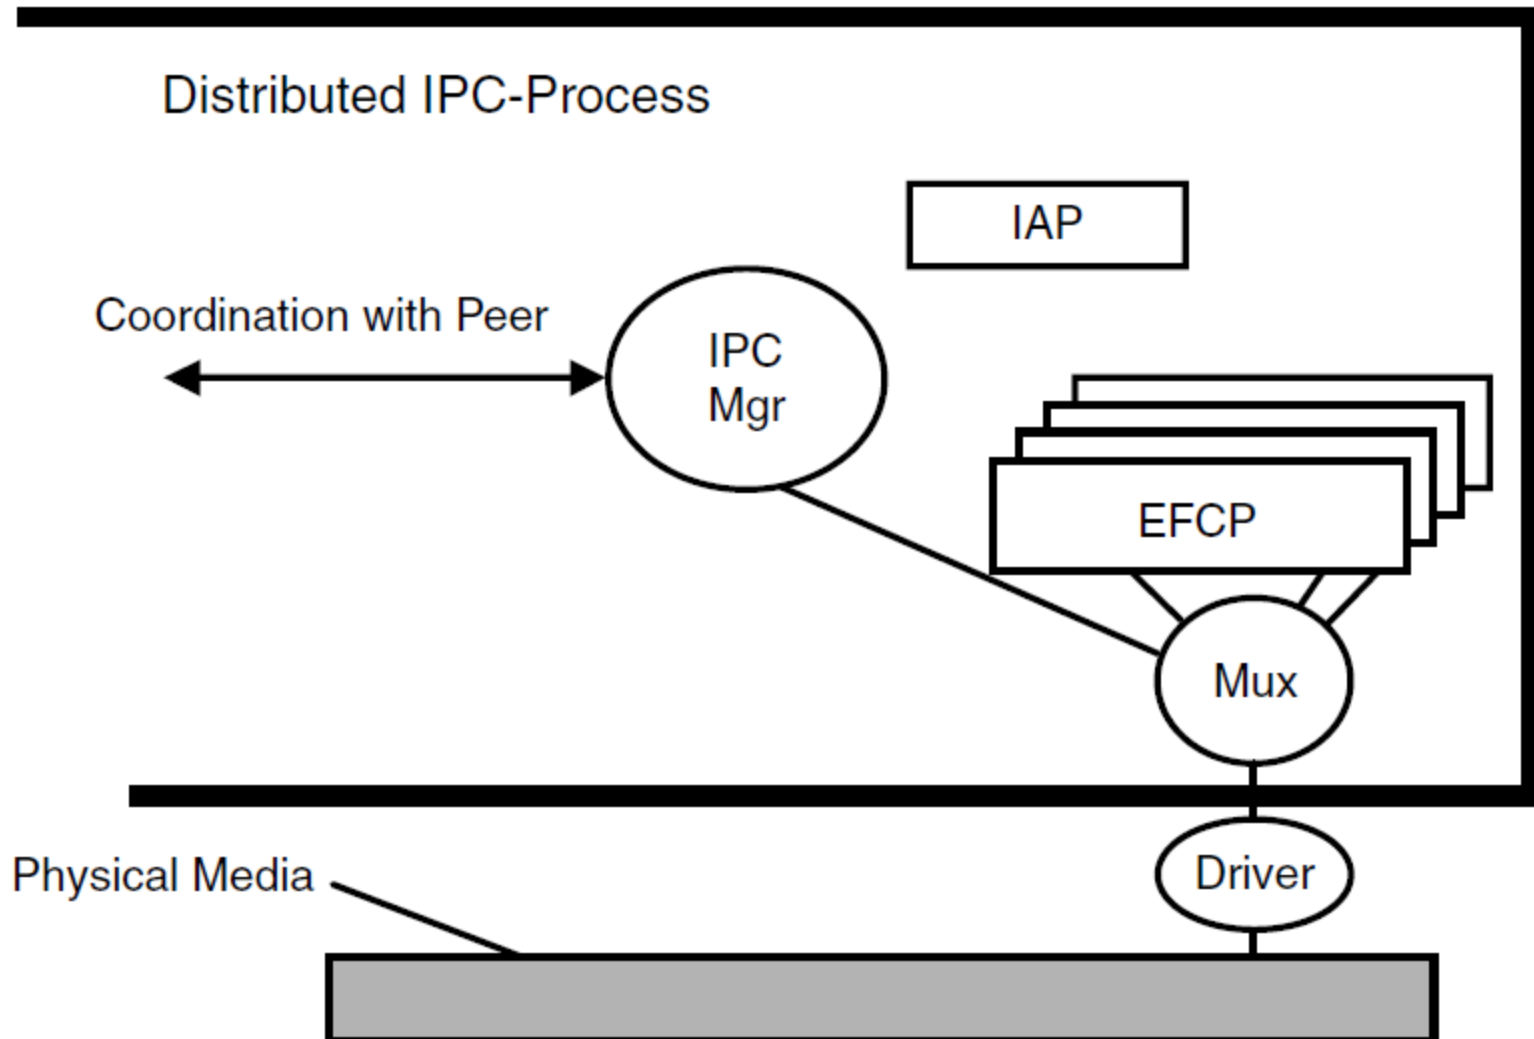 Distributed IPC-Process
IAP
Coordination with Peer
IPC
Mgr
EFCP
Mux
Physical Media
Driver